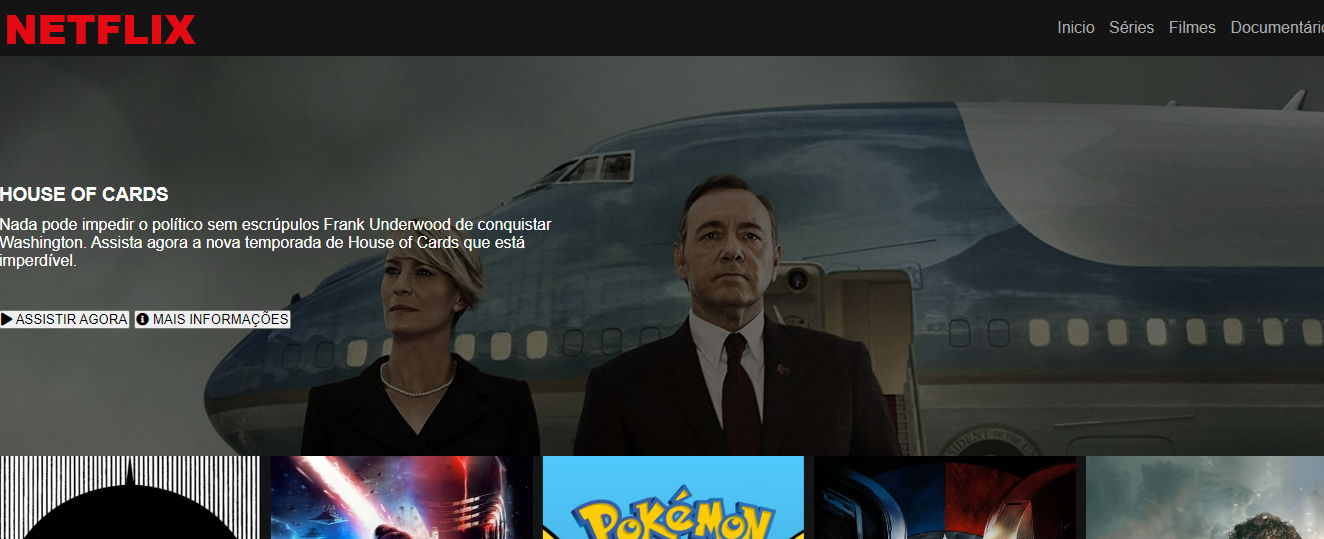 NETFLIX
Inicio Séries Filmes Documentário
HOUSE OF CARDS
Nada pode impedir o político sem escrúpulos Frank Underwood de conquistar
Washington. Assista agora a nova temporada de House of Cards que está
imperdível.
ASSISTIR AGORA MAIS INFORMAÇÕES
POKÉMON